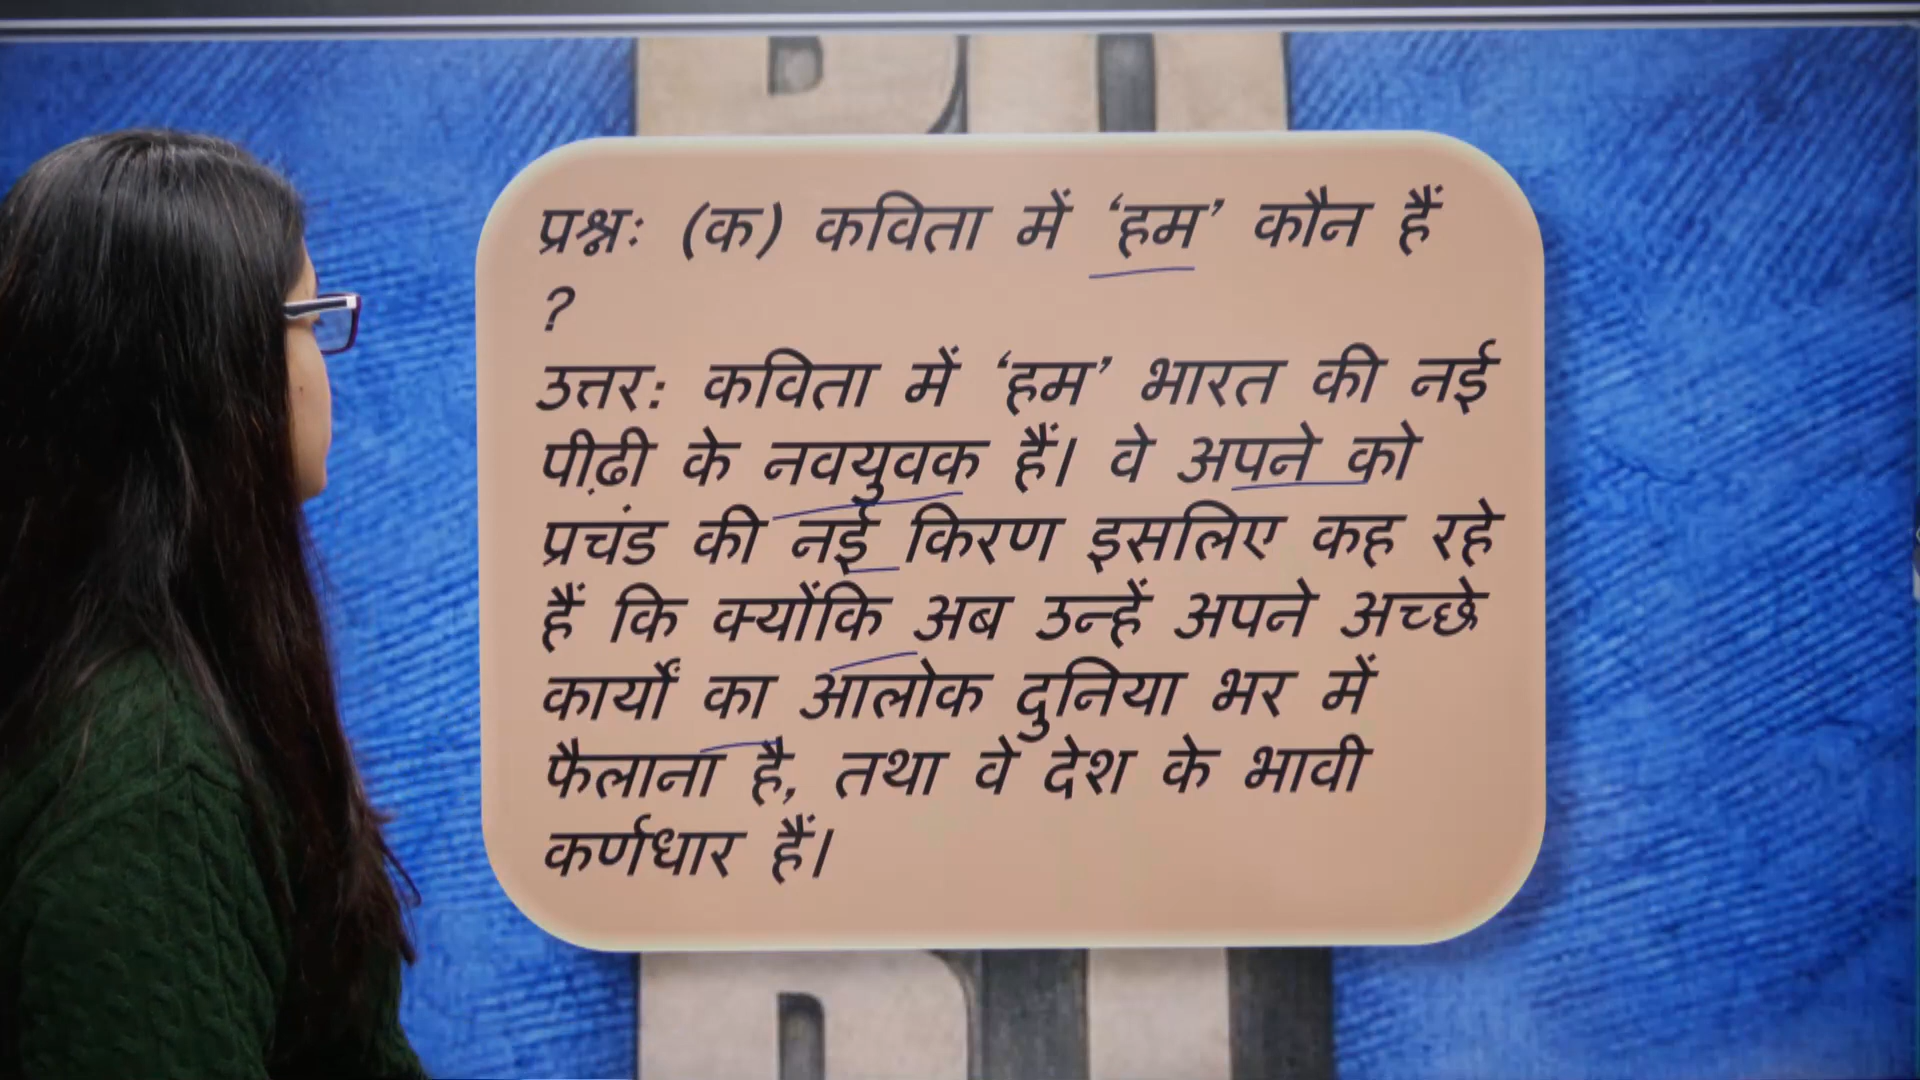 प्रश्नः (क) कविता में ‘हम’ कौन हैं
?
उत्तरः कविता में ‘हम’ भारत की नई
पीढ़ी के नवयुवक हैं। वे अपने को
प्रचंड की नई किरण इसलिए कह रहे
हैं कि क्योंकि अब उन्हें अपने अच्छे
कार्यों का आलोक दुनिया भर में
फैलाना है, तथा वे देश के भावी
कर्णधार हैं।